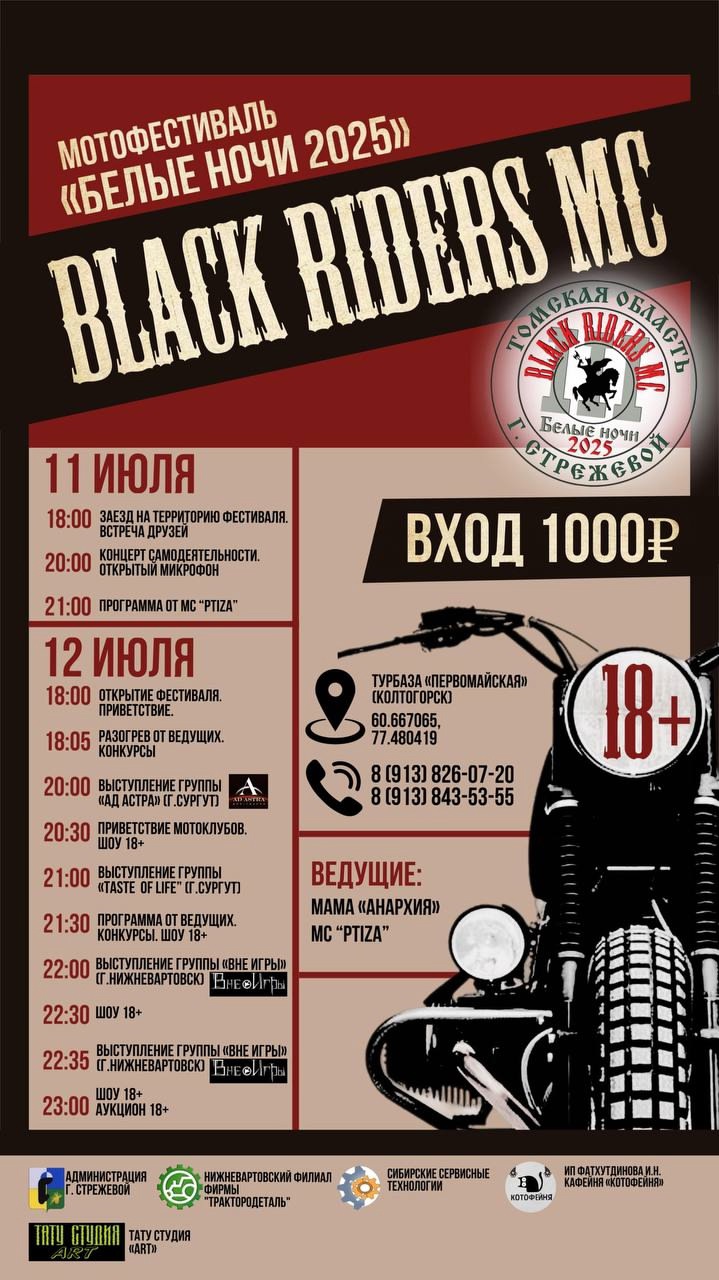 МОТОФЕСТИВАЛЬ
«БЕЛЫЕ НОЧИ 2025»
BLACK RIDERS MC
ТОМСКАЯ ОБЛАСТЬ
BLACK RIDERS MC
Белые ночи
2025
Г. СТРЕЖЕВОЙ
11 ИЮЛЯ
18:00 ЗАЕЗД НА ТЕРРИТОРИЮ ФЕСТИВАЛЯ.
ВСТРЕЧА ДРУЗЕЙ
20:00 КОНЦЕРТ САМОДЕЯТЕЛЬНОСТИ.
ОТКРЫТИЙ МИКРОФОН
21:00 ПРОГРАММА ОТ МС "PTIZA"
12 ИЮЛЯ
18:00 ОТКРЫТИЕ ФЕСТИВАЛЯ.
ПРИВЕТСТВИЕ.
18:05 РАЗОГРЕВ ОТ ВЕДУЩИХ.
КОНКУРСЫ
20:00 ВЫСТУПЛЕНИЕ ГРУППЫ
«АД АСТРА» (Г.СУРГУТ)
AD ASTRA
20:30 ПРИВЕТСТВИЕ МОТОКЛУБОВ.
ШОУ 18+
21:00 ВЫСТУПЛЕНИЕ ГРУППЫ
«TASTE OF LIFE" (Г.СУРГУТ)
21:30 ПРОГРАММА ОТ ВЕДУЩИХ.
КОНКУРСЫ. ШОУ 18+
22:00 ВЫСТУПЛЕНИЕ ГРУППЫ «ВНЕ ИГРЫ»
(Г.НИЖНЕВАРТОВСК) ВнеИгры
22:30 ШОУ 18+
22:35 ВЫСТУПЛЕНИЕ ГРУППЫ «ВНЕ ИГРЫ»
(Г.НИЖНЕВАРТОВСК) ВнеИгры
23:00 ШОУ 18+
АУКЦИОН 18+
ВХОД 1000₽
18+
ТУРБАЗА «ПЕРВОМАЙСКАЯ»
(КОЛТОГОРСК)
60.667065,
77.480419
8 (913) 826-07-20
8 (913) 843-53-55
ВЕДУЩИЕ:
МАМА «АНАРХИЯ»
МС "PTIZA"
АДМИНИСТРАЦИЯ
Г. СТРЕЖЕВОЙ
НИЖНЕВАРТОВСКИЙ ФИЛИАЛ
ФИРМЫ
"ТРАКТОРОДЕТАЛЬ"
СИБИРСКИЕ СЕРВИСНЫЕ
ТЕХНОЛОГИИ
КОТОФЕЙНЯ
ИП ФАТХУТДИНОВА И.Н.
КАФЕЙНЯ «КОТОФЕЙНЯ»
ТАТУ СТУДИЯ
ART
ТАТУ СТУДИЯ
«ART»